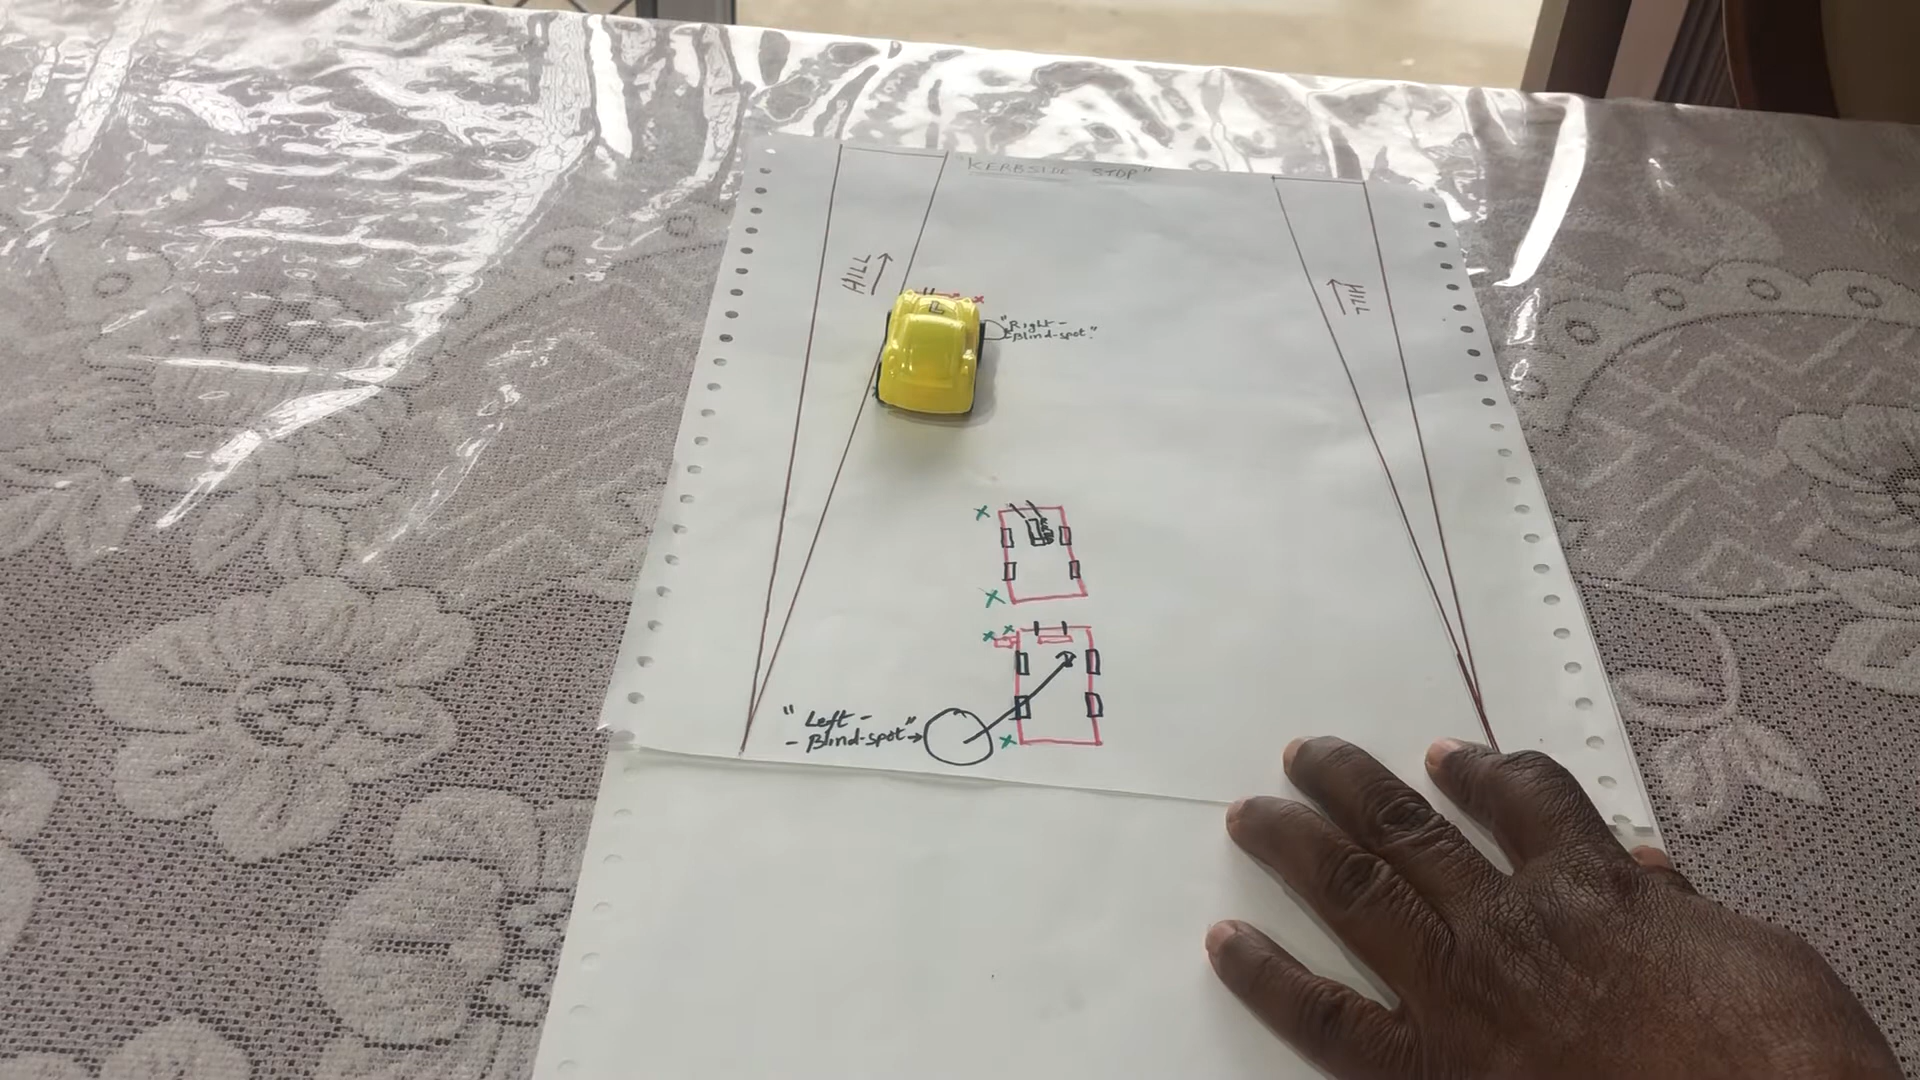 "KERBSIDE STOP"
HILL
HILL
L
"Right -
Blind-spot".
"Left -
- Blind-spot"